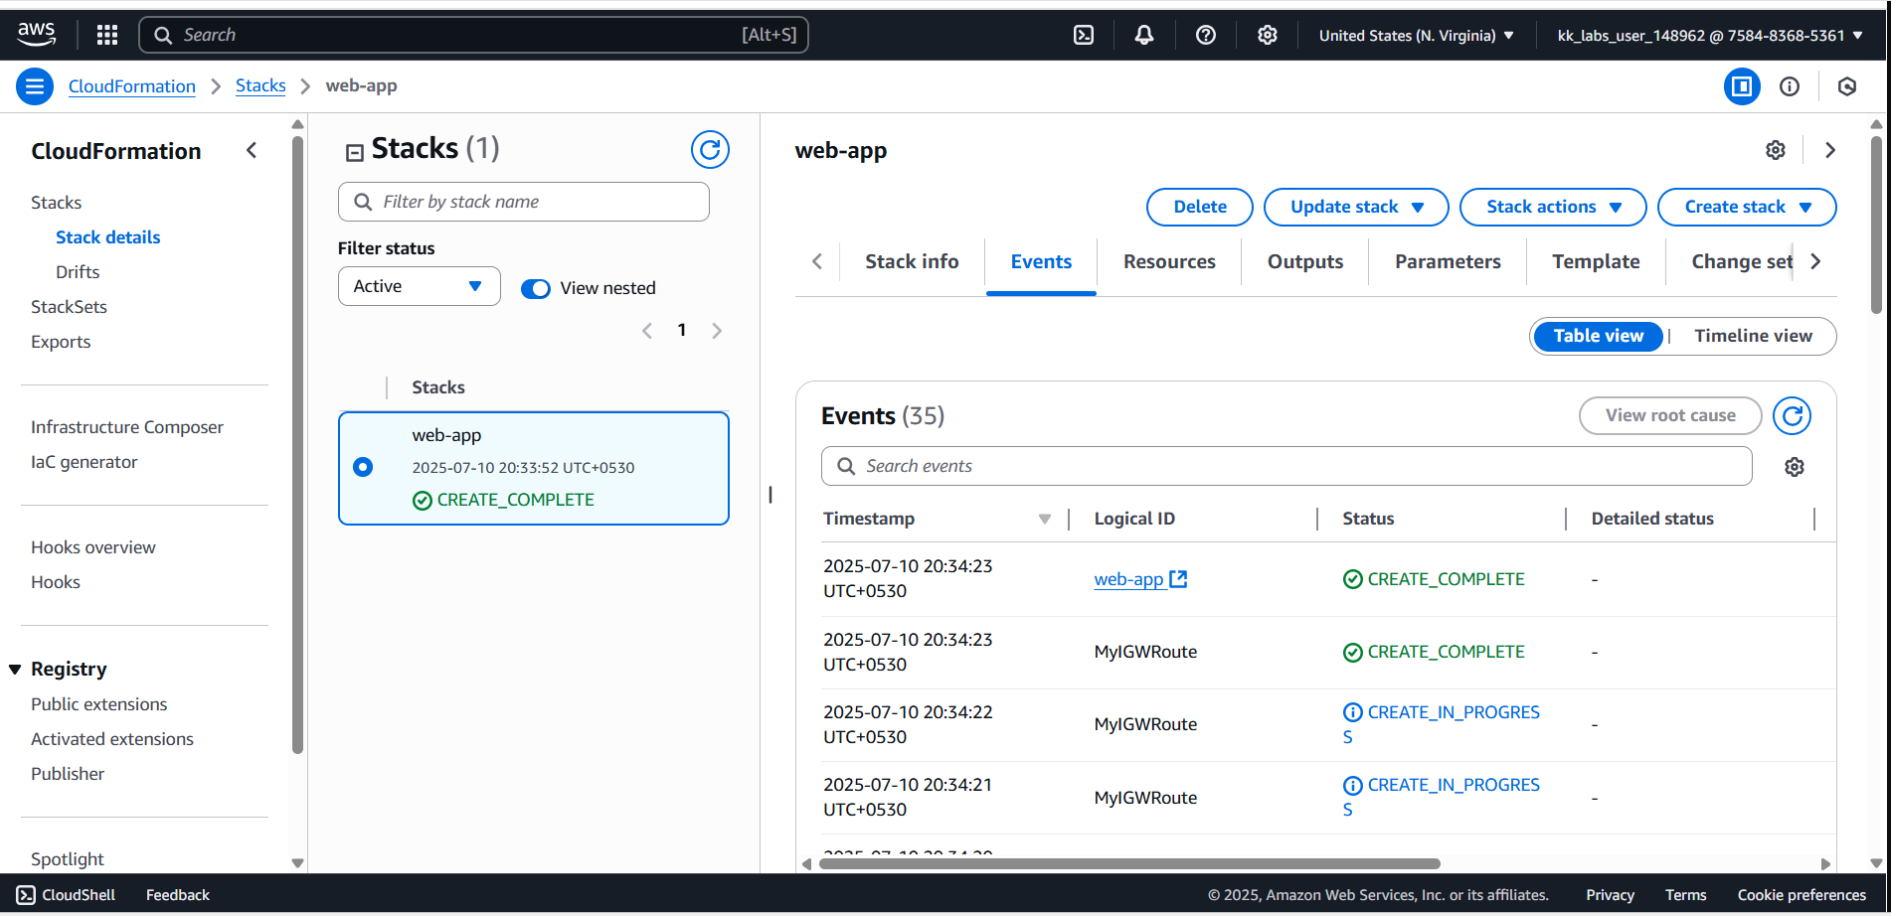 aws
Search
[Alt+S]
United States (N. Virginia)
kk_labs_user_148962 @ 7584-8368-5361
CloudFormation
Stacks
web-app
CloudFormation
Stacks
Stack details
Drifts
StackSets
Exports
Infrastructure Composer
IaC generator
Hooks overview
Hooks
Registry
Public extensions
Activated extensions
Publisher
Spotlight
Stacks (1)
Filter by stack name
Filter status
Active
View nested
1
Stacks
web-app
2025-07-10 20:33:52 UTC+0530
CREATE_COMPLETE
web-app
Delete
Update stack
Stack actions
Create stack
Stack info
Events
Resources
Outputs
Parameters
Template
Change set
Table view
Timeline view
Events (35)
View root cause
Search events
Timestamp
Logical ID
Status
Detailed status
2025-07-10 20:34:23
UTC+0530
web-app
CREATE_COMPLETE
-
2025-07-10 20:34:23
UTC+0530
MyIGWRoute
CREATE_COMPLETE
-
2025-07-10 20:34:22
UTC+0530
MyIGWRoute
CREATE_IN_PROGRES
S
-
2025-07-10 20:34:21
UTC+0530
MyIGWRoute
CREATE_IN_PROGRES
S
-
CloudShell
Feedback
© 2025, Amazon Web Services, Inc. or its affiliates.
Privacy
Terms
Cookie preferences